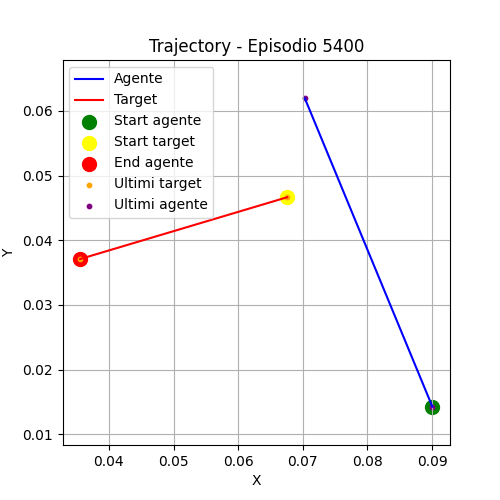 Trajectory - Episodio 5400
Agente
Target
Start agente
Start target
End agente
Ultimi target
Ultimi agente
0.06
0.05
0.04
0.03
0.02
0.01
Y
0.04
0.05
0.06
0.07
0.08
0.09
X